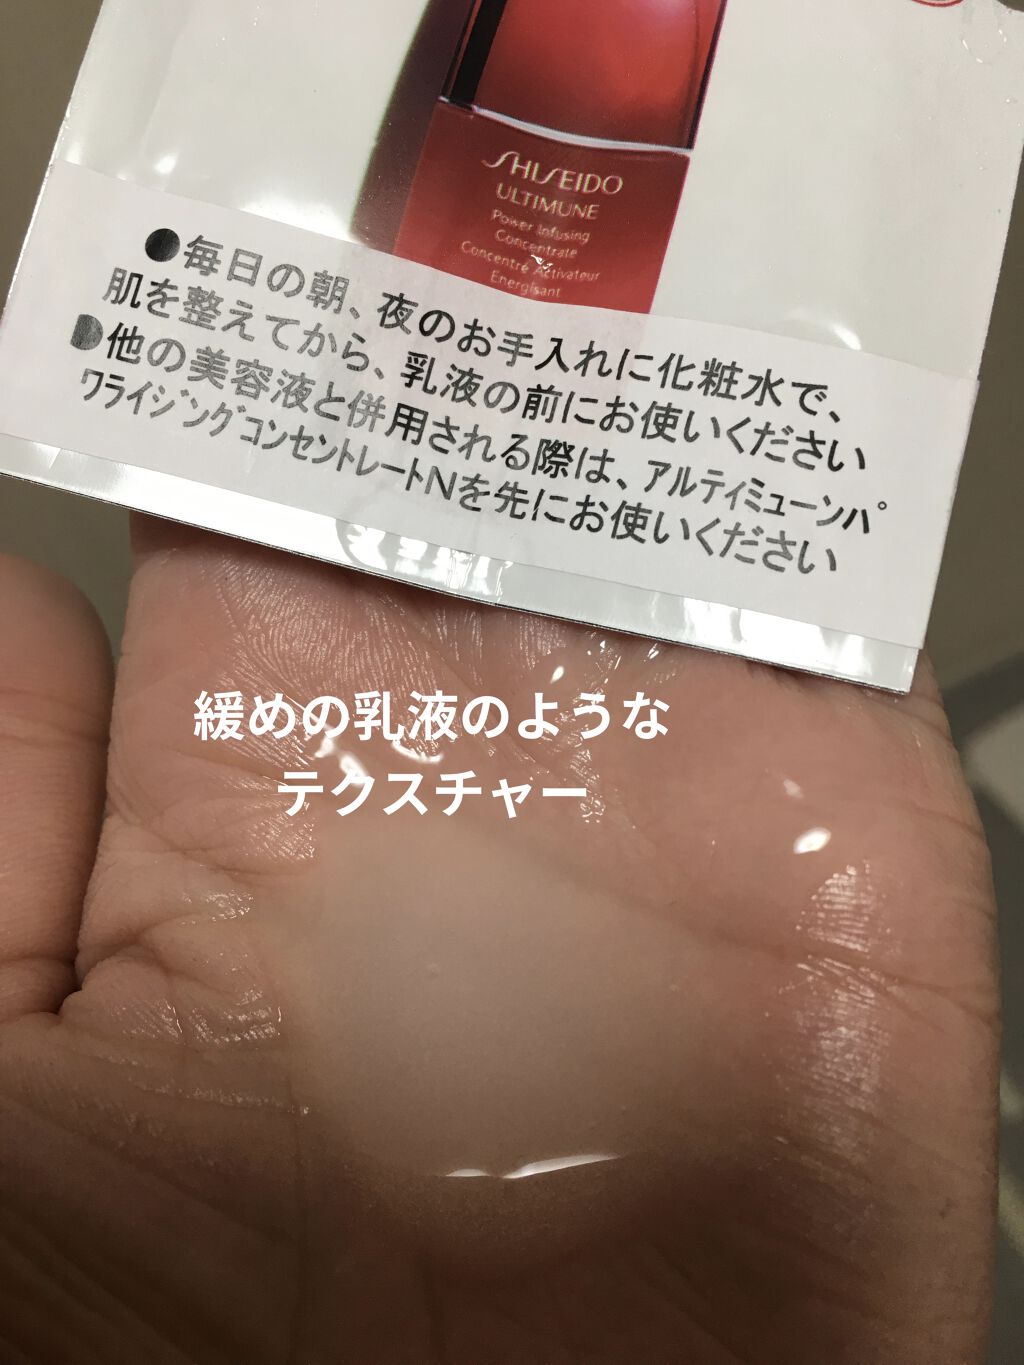 SHISEIDO
ULTIMUNE
Power Infusing
Concentrate
Concentré Activateur
Energisant
●毎日の朝、夜のお手入れに化粧水で、
肌を整えてから、乳液の前にお使いください
●他の美容液と併用される際は、アルティミューンパ
ワライジングコンセントレートNを先にお使いください
緩めの乳液のような
テクスチャー